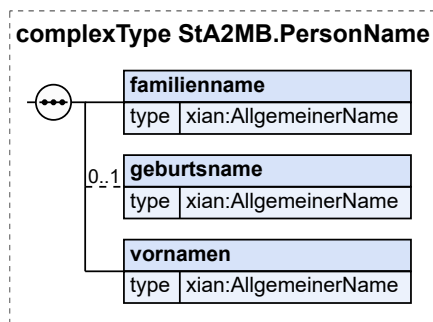 complexType StA2MB.PersonName
familienname
type xian:AllgemeinerName
0..1 geburtsname
type xian:AllgemeinerName
vornamen
type xian:AllgemeinerName